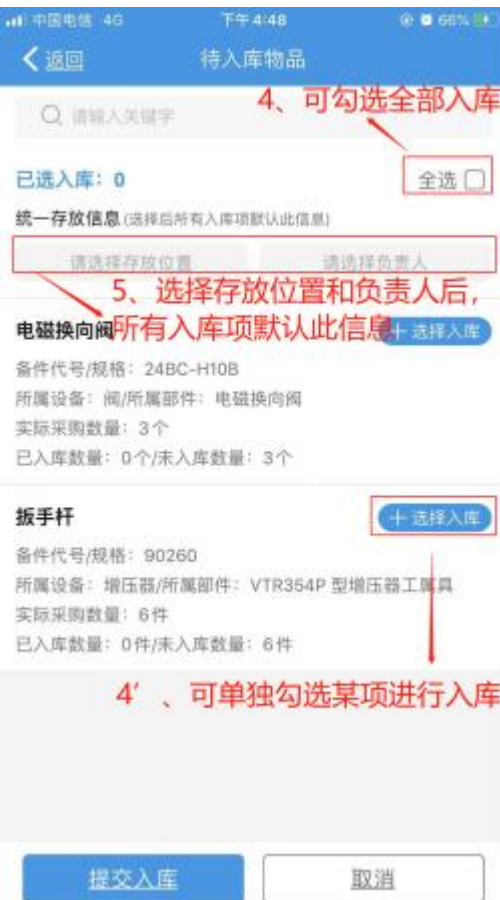 中国电信 4G 下午4:48 66%
返回 待入库物品
请输入关键字
4、可勾选全部入库
已选入库：0 全选
统一存放信息(选择后所有入库项默认此信息)
请选择存放位置 请选择负责人
5、选择存放位置和负责人后，
所有入库项默认此信息
电磁换向阀 + 选择入库
备件代号/规格：24BC-H10B
所属设备：阀/所属部件：电磁换向阀
实际采购数量：3个
已入库数量：0个/未入库数量：3个
扳手杆 + 选择入库
备件代号/规格：90260
所属设备：增压器/所属部件：VTR354P 型增压器工属具
实际采购数量：6件
已入库数量：0件/未入库数量：6件
4′、可单独勾选某项进行入库
提交入库 取消